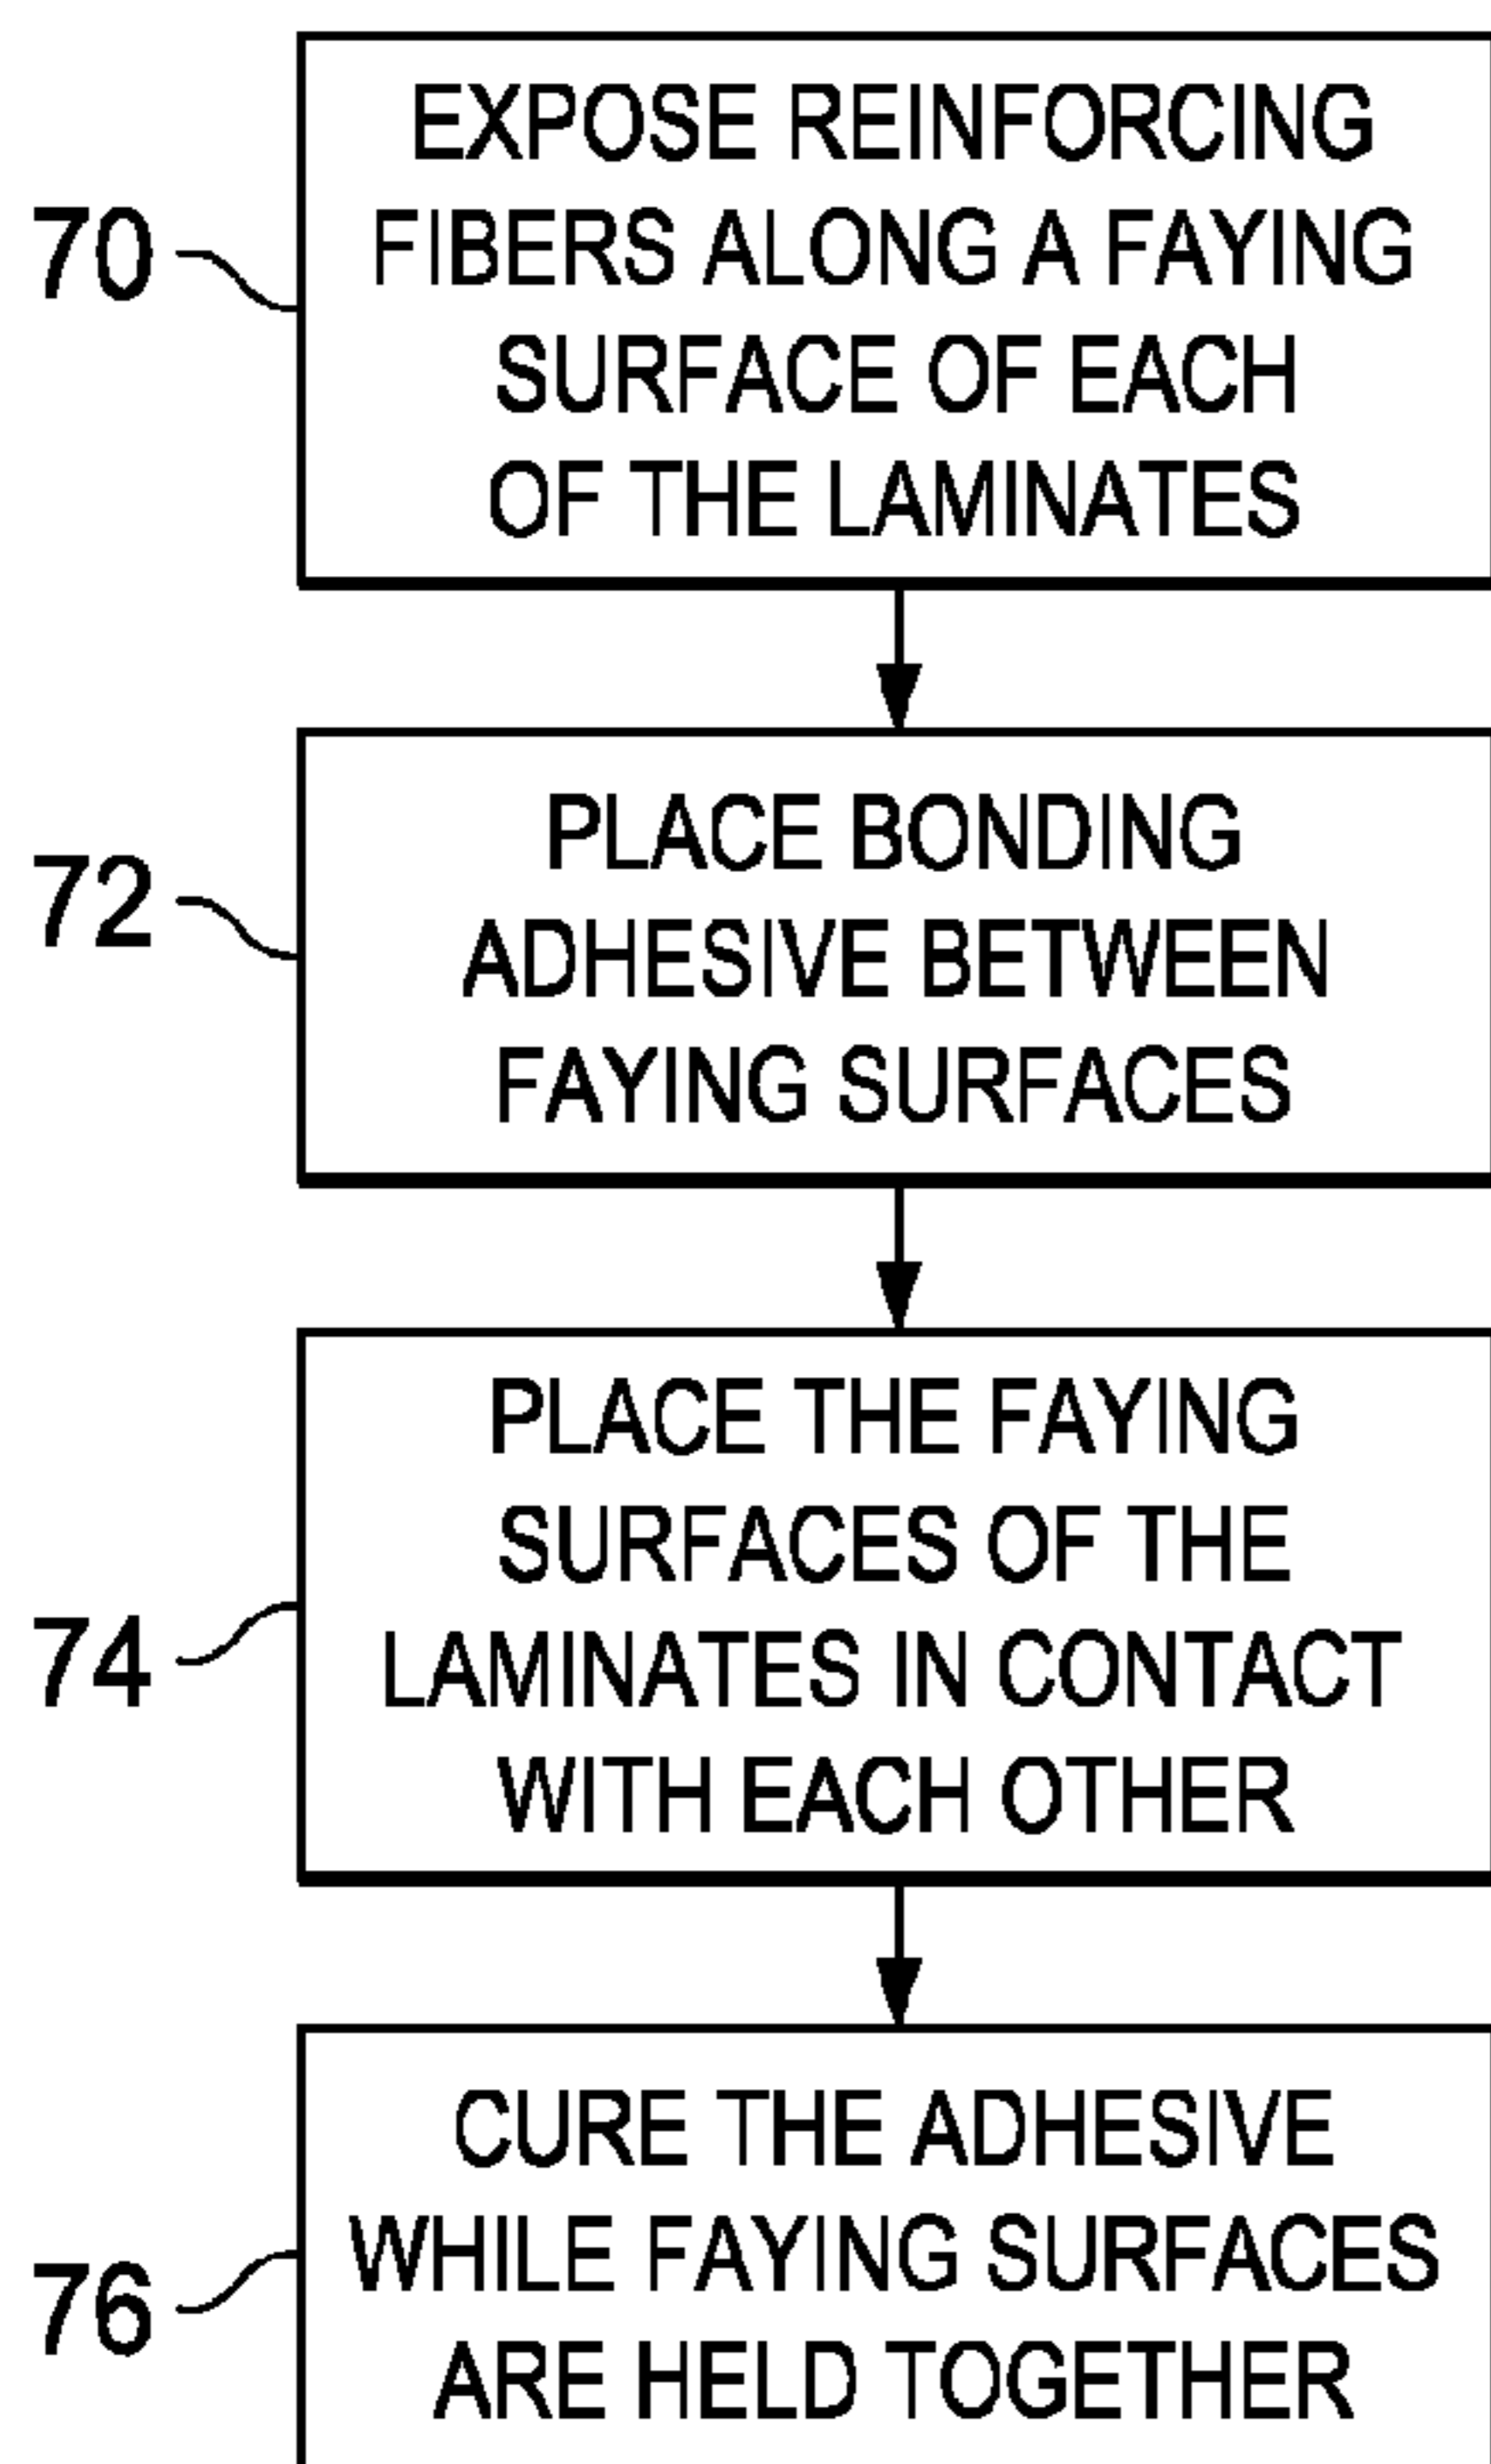 70
EXPOSE REINFORCING
FIBERS ALONG A FAYING
SURFACE OF EACH
OF THE LAMINATES
72
PLACE BONDING
ADHESIVE BETWEEN
FAYING SURFACES
74
PLACE THE FAYING
SURFACES OF THE
LAMINATES IN CONTACT
WITH EACH OTHER
76
CURE THE ADHESIVE
WHILE FAYING SURFACES
ARE HELD TOGETHER